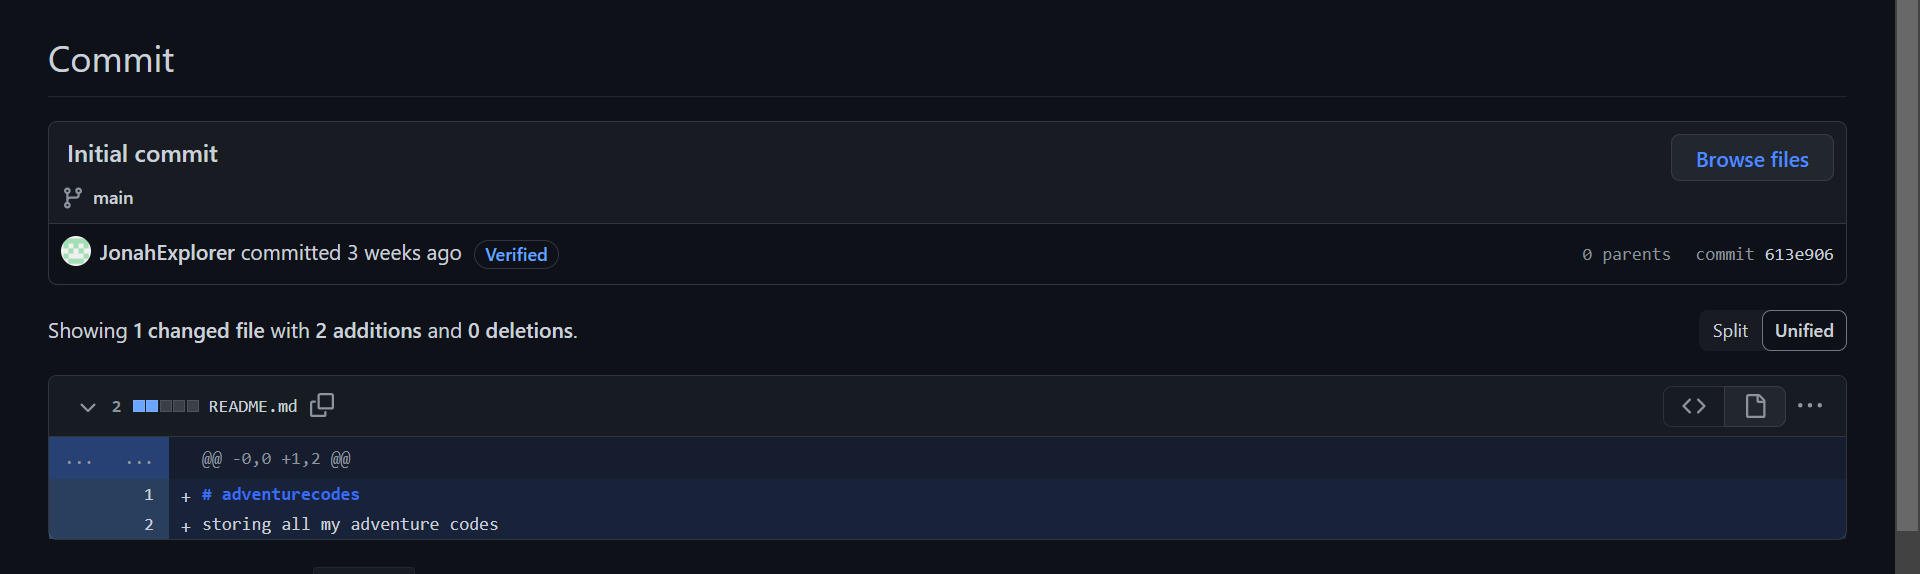 Commit
Initial commit
Browse files
main
JonahExplorer committed 3 weeks ago Verified
0 parents commit 613e906
Showing 1 changed file with 2 additions and 0 deletions.
Split Unified
2 README.md
... ... @@ -0,0 +1,2 @@
1 + # adventurecodes
2 + storing all my adventure codes